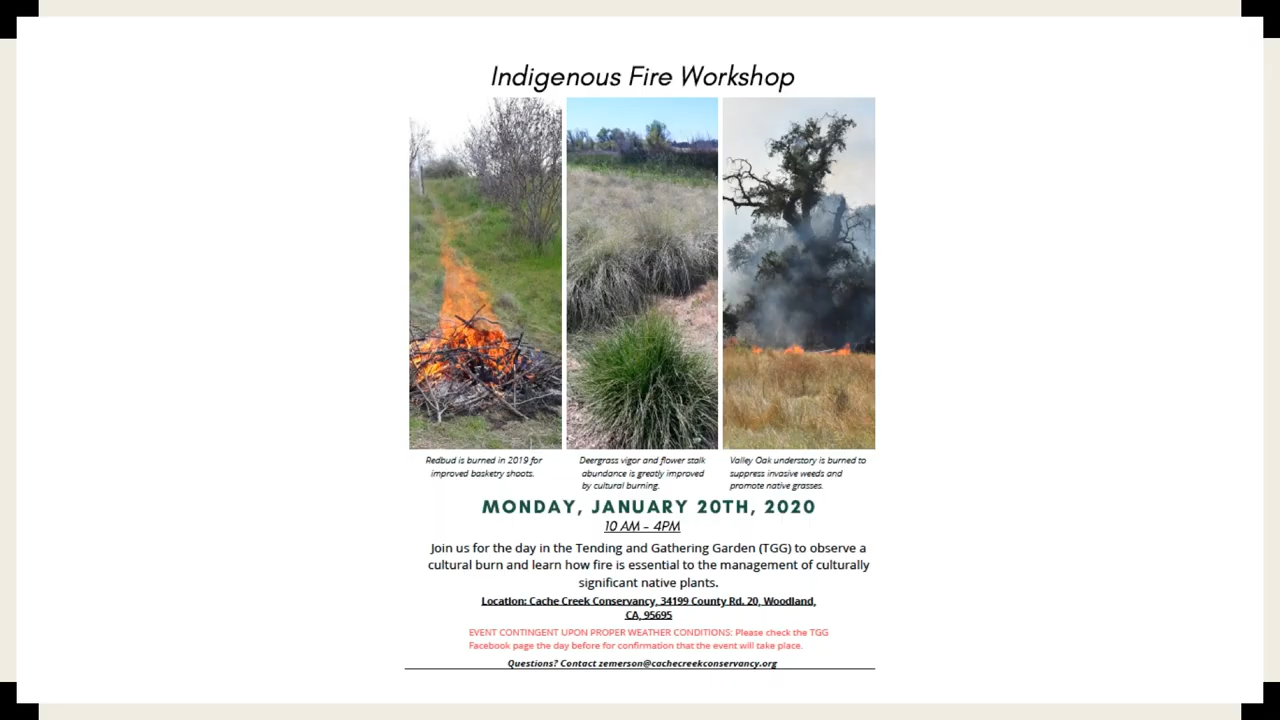 Indigenous Fire Workshop
Redbud is burned in 2019 for
improved basketry shoots.
Deergrass vigor and flower stalk
abundance is greatly improved
by cultural burning.
Valley Oak understory is burned to
suppress invasive weeds and
promote native grasses.
MONDAY, JANUARY 20TH, 2020
10 AM – 4PM
Join us for the day in the Tending and Gathering Garden (TGG) to observe a
cultural burn and learn how fire is essential to the management of culturally
significant native plants.
Location: Cache Creek Conservancy, 34199 County Rd. 20, Woodland,
CA, 95695
EVENT CONTINGENT UPON PROPER WEATHER CONDITIONS: Please check the TGG
Facebook page the day before for confirmation that the event will take place.
Questions? Contact zemerson@cachecreekconservancy.org